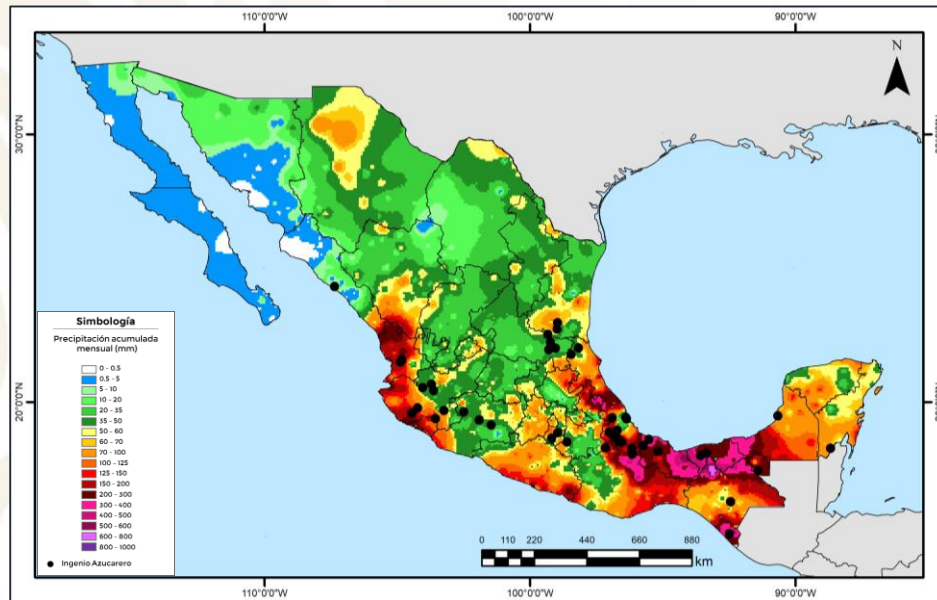 110°0'0"W 100°0'0"W 90°0'0"W
N
30°0'0"N
20°0'0"N
Simbología
Precipitación acumulada
mensual (mm)
0 - 0.5
0.5 - 5
5 - 10
10 - 20
20 - 35
35 - 50
50 - 60
60 - 70
70 - 100
100 - 125
125 - 150
150 - 200
200 - 300
300 - 400
400 - 500
500 - 600
600 - 800
800 - 1000
Ingenio Azucarero
0 110 220 440 660 880
km
110°0'0"W 100°0'0"W 90°0'0"W